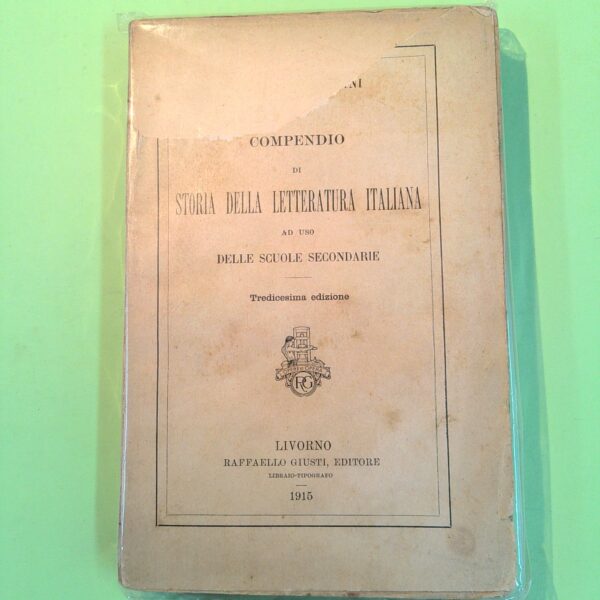 COMPENDIO
DI
STORIA DELLA LETTERATURA ITALIANA
AD USO
DELLE SCUOLE SECONDARIE
Tredicesima edizione
RG
LIVORNO
RAFFAELLO GIUSTI, EDITORE
LIBRAIO-TIPOGRAFO
1915